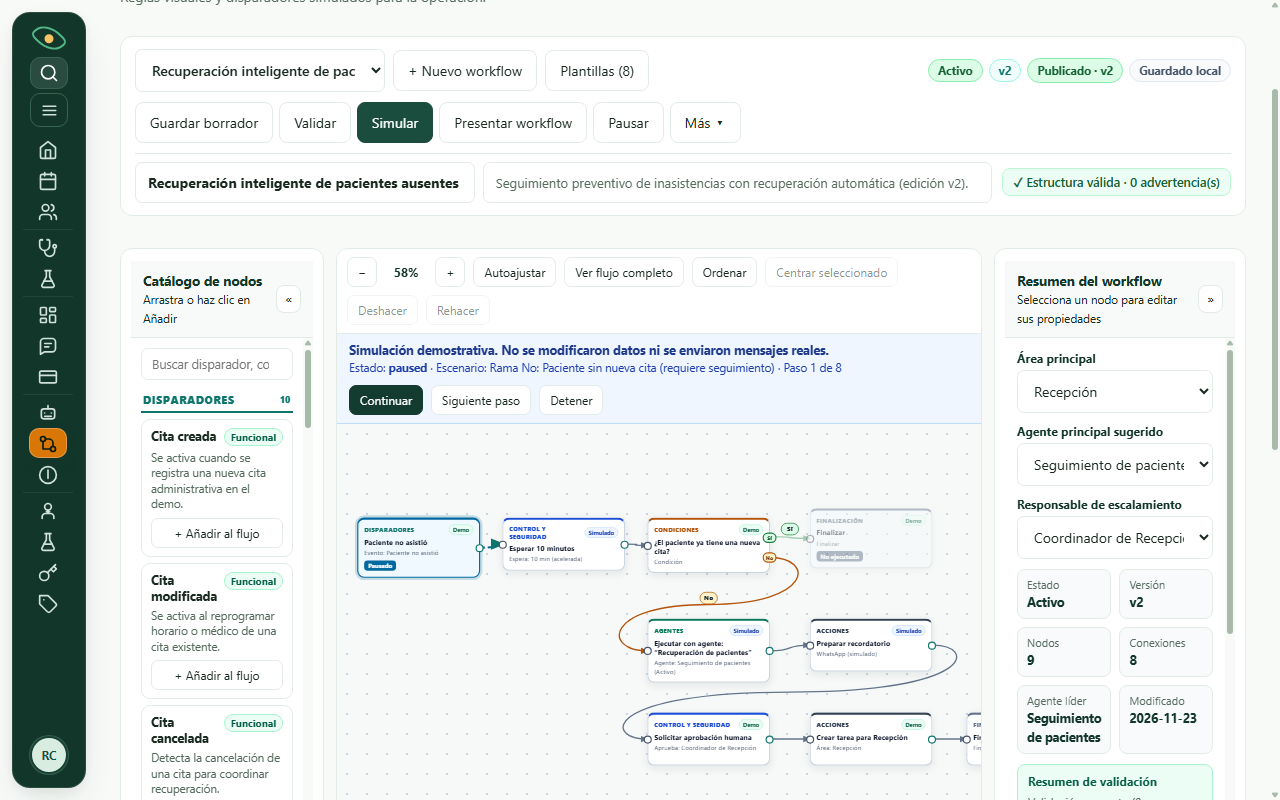 Reglas visuales y disparadores simulados para la operación.
Recuperación inteligente de pac
+ Nuevo workflow
Plantillas (8)
Activo
v2
Publicado · v2
Guardado local
Guardar borrador
Validar
Simular
Presentar workflow
Pausar
Más ▾
Recuperación inteligente de pacientes ausentes
Seguimiento preventivo de inasistencias con recuperación automática (edición v2).
✓ Estructura válida · 0 advertencia(s)
Catálogo de nodos
Arrastra o haz clic en
Añadir
«
Buscar disparador, co
DISPARADORES
10
Cita creada
Funcional
Se activa cuando se
registra una nueva cita
administrativa en el
demo.
+ Añadir al flujo
Cita
modificada
Funcional
Se activa al reprogramar
horario o médico de una
cita existente.
+ Añadir al flujo
Cita
cancelada
Funcional
Detecta la cancelación de
una cita para coordinar
recuperación.
−
58%
+
Autoajustar
Ver flujo completo
Ordenar
Centrar seleccionado
Deshacer
Rehacer
Simulación demostrativa. No se modificaron datos ni se enviaron mensajes reales.
Estado: paused · Escenario: Rama No: Paciente sin nueva cita (requiere seguimiento) · Paso 1 de 8
Continuar
Siguiente paso
Detener
DISPARADORES
Demo
Paciente no asistió
Evento: Paciente no asistió
Pausado
CONTROL Y
SEGURIDAD
Simulado
Esperar 10 minutos
Espera: 10 min (acelerada)
CONDICIONES
Demo
¿El paciente ya tiene una nueva
cita?
Condición
Sí
No
Sí
FINALIZACIÓN
Demo
Finalizar
Finalizar
No ejecutado
No
AGENTES
Simulado
Ejecutar con agente:
"Recuperación de pacientes"
Agente: Seguimiento de pacientes
(Activo)
ACCIONES
Simulado
Preparar recordatorio
WhatsApp (simulado)
CONTROL Y SEGURIDAD
Demo
Solicitar aprobación humana
Aprueba: Coordinador de Recepción
ACCIONES
Demo
Crear tarea para Recepción
Área: Recepción
FIN
Fin
Fin
Resumen del workflow
Selecciona un nodo para editar
sus propiedades
»
Área principal
Recepción
Agente principal sugerido
Seguimiento de paciente
Responsable de escalamiento
Coordinador de Recepci
Estado
Activo
Versión
v2
Nodos
9
Conexiones
8
Agente líder
Seguimiento
de pacientes
Modificado
2026-11-23
Resumen de validación
RC